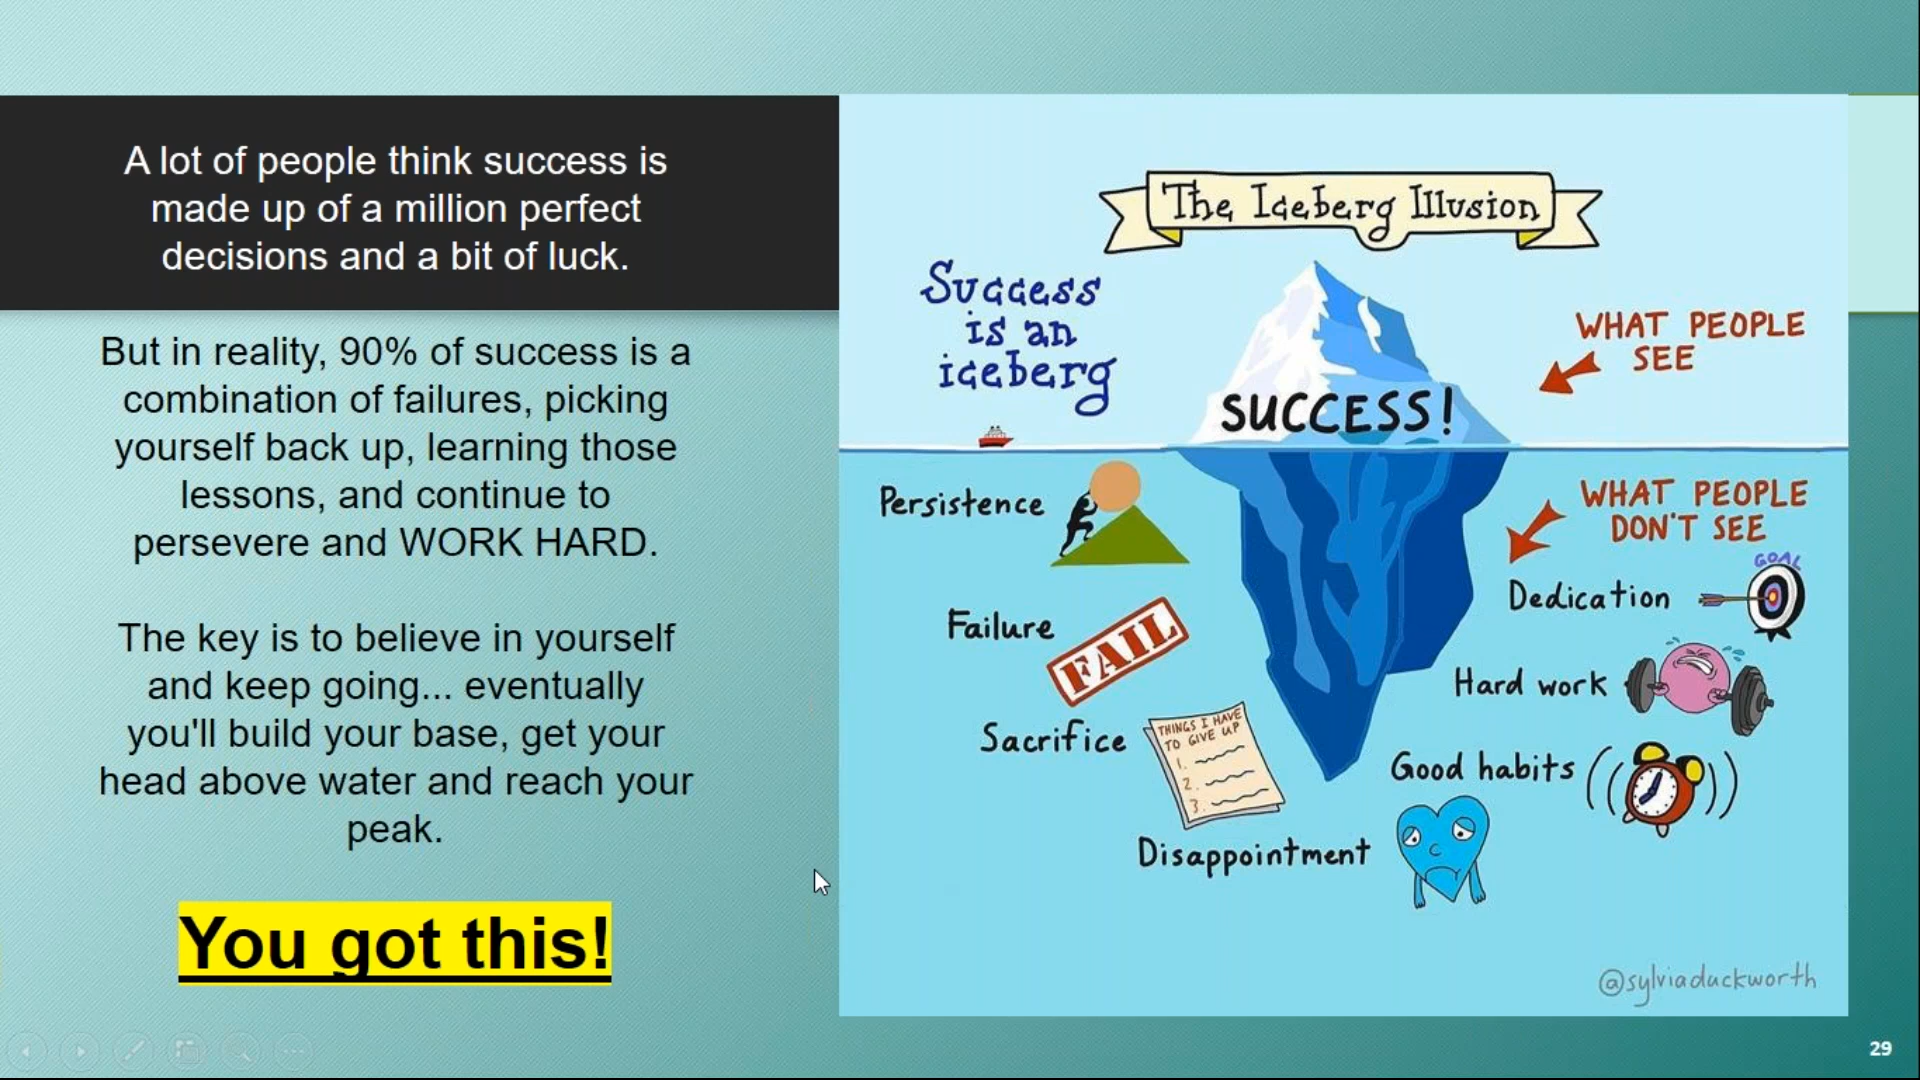 A lot of people think success is
made up of a million perfect
decisions and a bit of luck.
But in reality, 90% of success is a
combination of failures, picking
yourself back up, learning those
lessons, and continue to
persevere and WORK HARD.
The key is to believe in yourself
and keep going... eventually
you'll build your base, get your
head above water and reach your
peak.
You got this!
The Iceberg Illusion
Success
is an
iceberg
WHAT PEOPLE
SEE
SUCCESS!
Persistence
WHAT PEOPLE
DON'T SEE
GOAL
Dedication
Failure
FAIL
Hard work
Sacrifice
THINGS I HAVE
TO GIVE UP
1.
2.
3.
Good habits
Disappointment
@sylviaduckworth
29